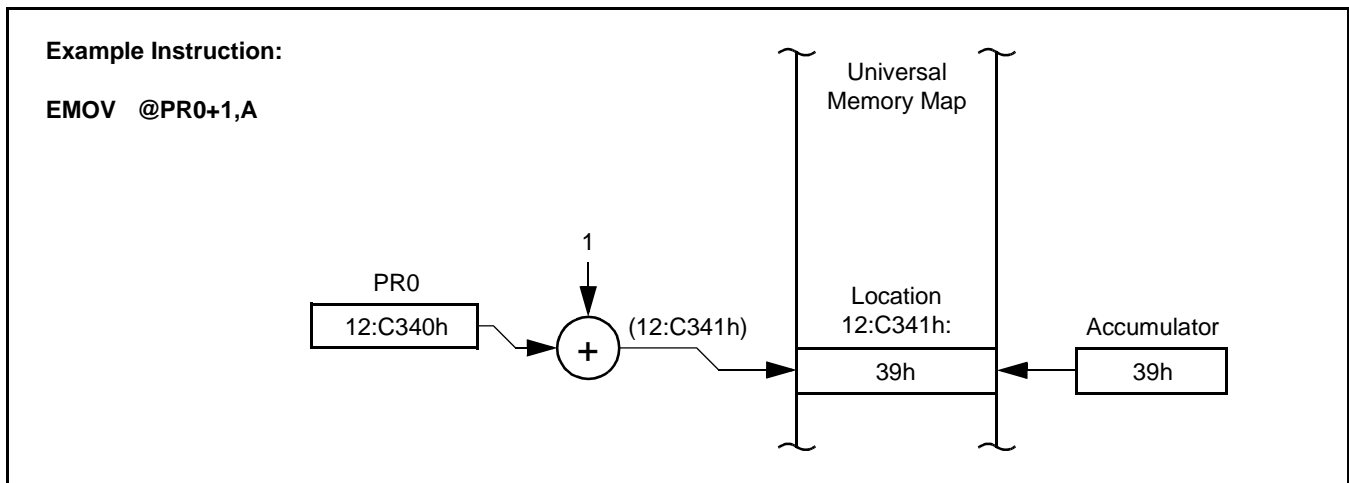 Example Instruction:
EMOV @PR0+1,A
Universal
Memory Map
1
PR0
12:C340h
+
(12:C341h)
Location
12:C341h:
39h
Accumulator
39h